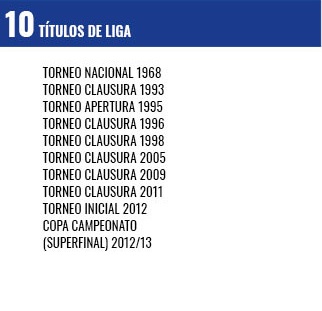 10 TÍTULOS DE LIGA
TORNEO NACIONAL 1968
TORNEO CLAUSURA 1993
TORNEO APERTURA 1995
TORNEO CLAUSURA 1996
TORNEO CLAUSURA 1998
TORNEO CLAUSURA 2005
TORNEO CLAUSURA 2009
TORNEO CLAUSURA 2011
TORNEO INICIAL 2012
COPA CAMPEONATO
(SUPERFINAL) 2012/13